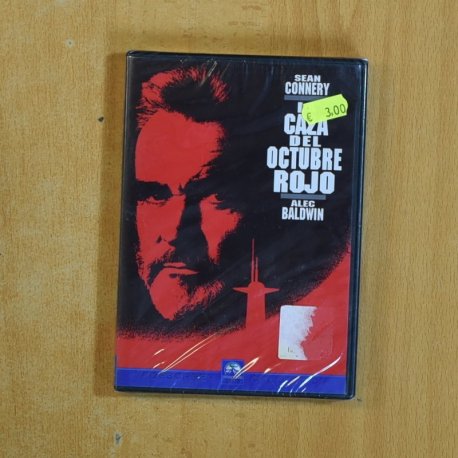 SEAN
CONNERY
€ 3,00
CAZA
DEL
OCTUBRE
ROJO
ALEC
BALDWIN